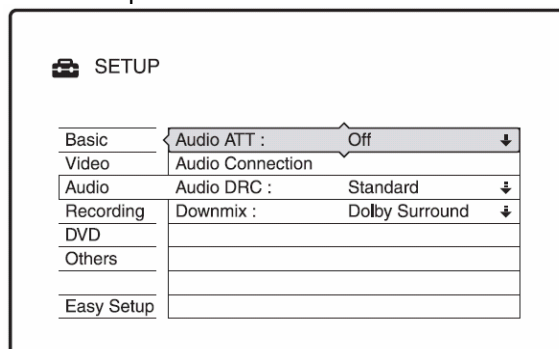 SETUP
Basic Audio ATT : Off
Video Audio Connection
Audio Audio DRC : Standard
Recording Downmix : Dolby Surround
DVD
Others
Easy Setup